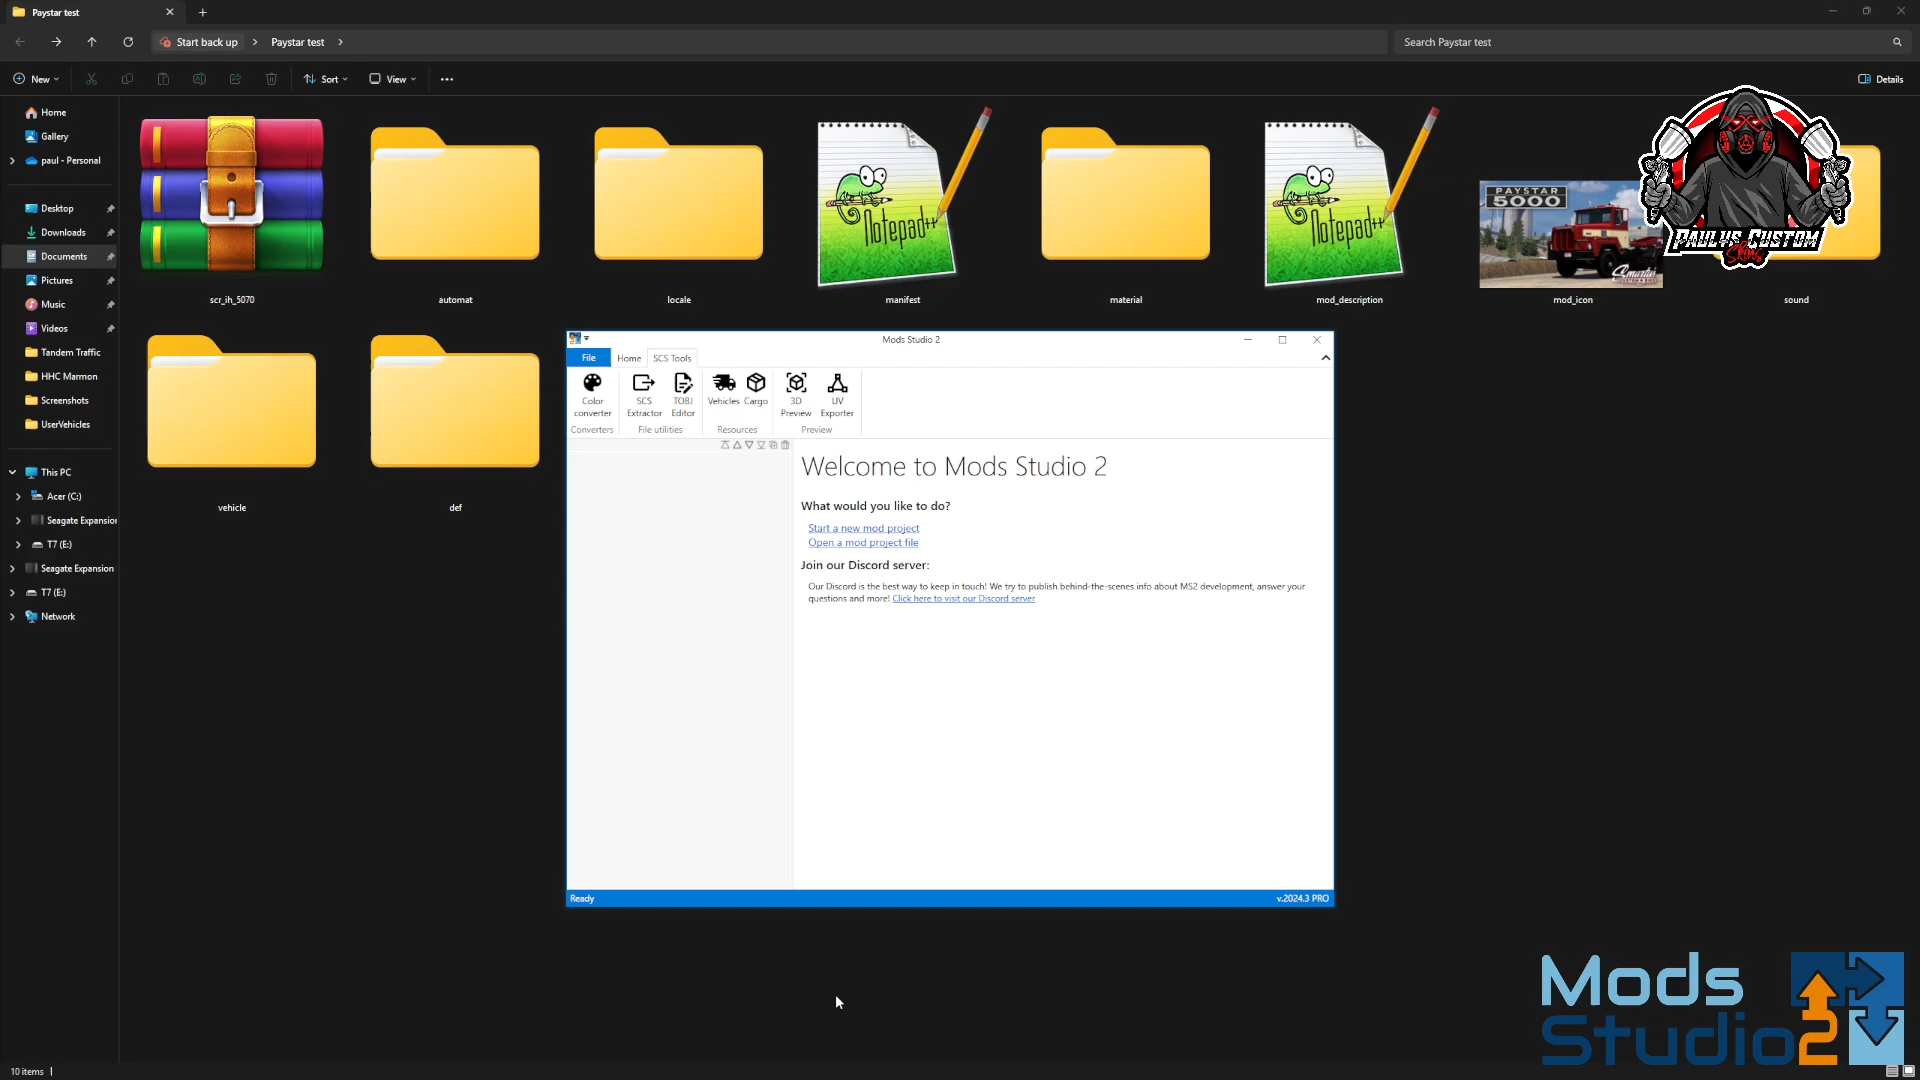 Paystar test
Start back up
Paystar test
Search Paystar test
New
Sort
View
Details
Home
Gallery
paul - Personal
Desktop
Downloads
Documents
Pictures
Music
Videos
Tandem Traffic
HHC Marmon
Screenshots
UserVehicles
This PC
Acer (C:)
Seagate Expansion
T7 (E:)
Seagate Expansion
T7 (E:)
Network
Notepad++
Notepad++
PAYSTAR
5000
PAUL4S CUSTOM
Skins
scr_ih_5070
automat
locale
manifest
material
mod_description
mod_icon
sound
vehicle
def
Mods Studio 2
File
Home
SCS Tools
Color converter
SCS Extractor
TOBJ Editor
Vehicles
Cargo
3D Preview
UV Exporter
Converters
File utilities
Resources
Preview
Welcome to Mods Studio 2
What would you like to do?
Start a new mod project
Open a mod project file
Join our Discord server:
Our Discord is the best way to keep in touch! We try to publish behind-the-scenes info about MS2 development, answer your
questions and more! Click here to visit our Discord server
Ready
v.2024.3 PRO
Mods
Studio2
10 items